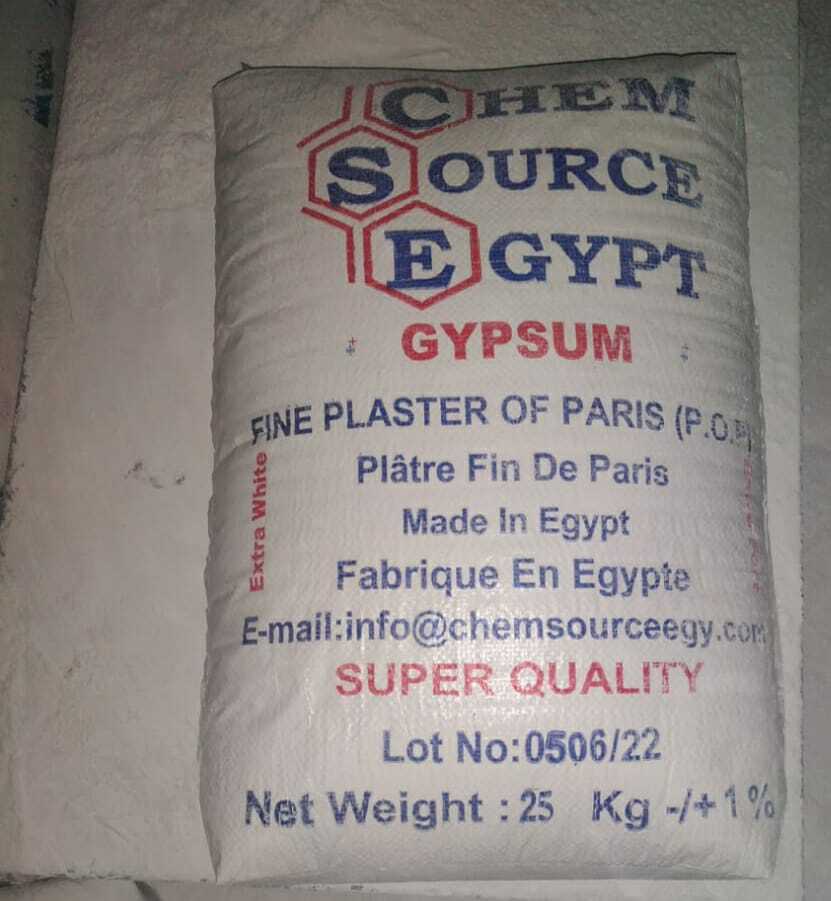 CHEM
SOURCE
EGYPT
GYPSUM
FINE PLASTER OF PARIS (P.O.P)
Plâtre Fin De Paris
Extra White
Made In Egypt
Fabrique En Egypte
E-mail:info@chemsourceegy.com
SUPER QUALITY
Lot No:0506/22
Net Weight : 25 Kg -/+ 1 %